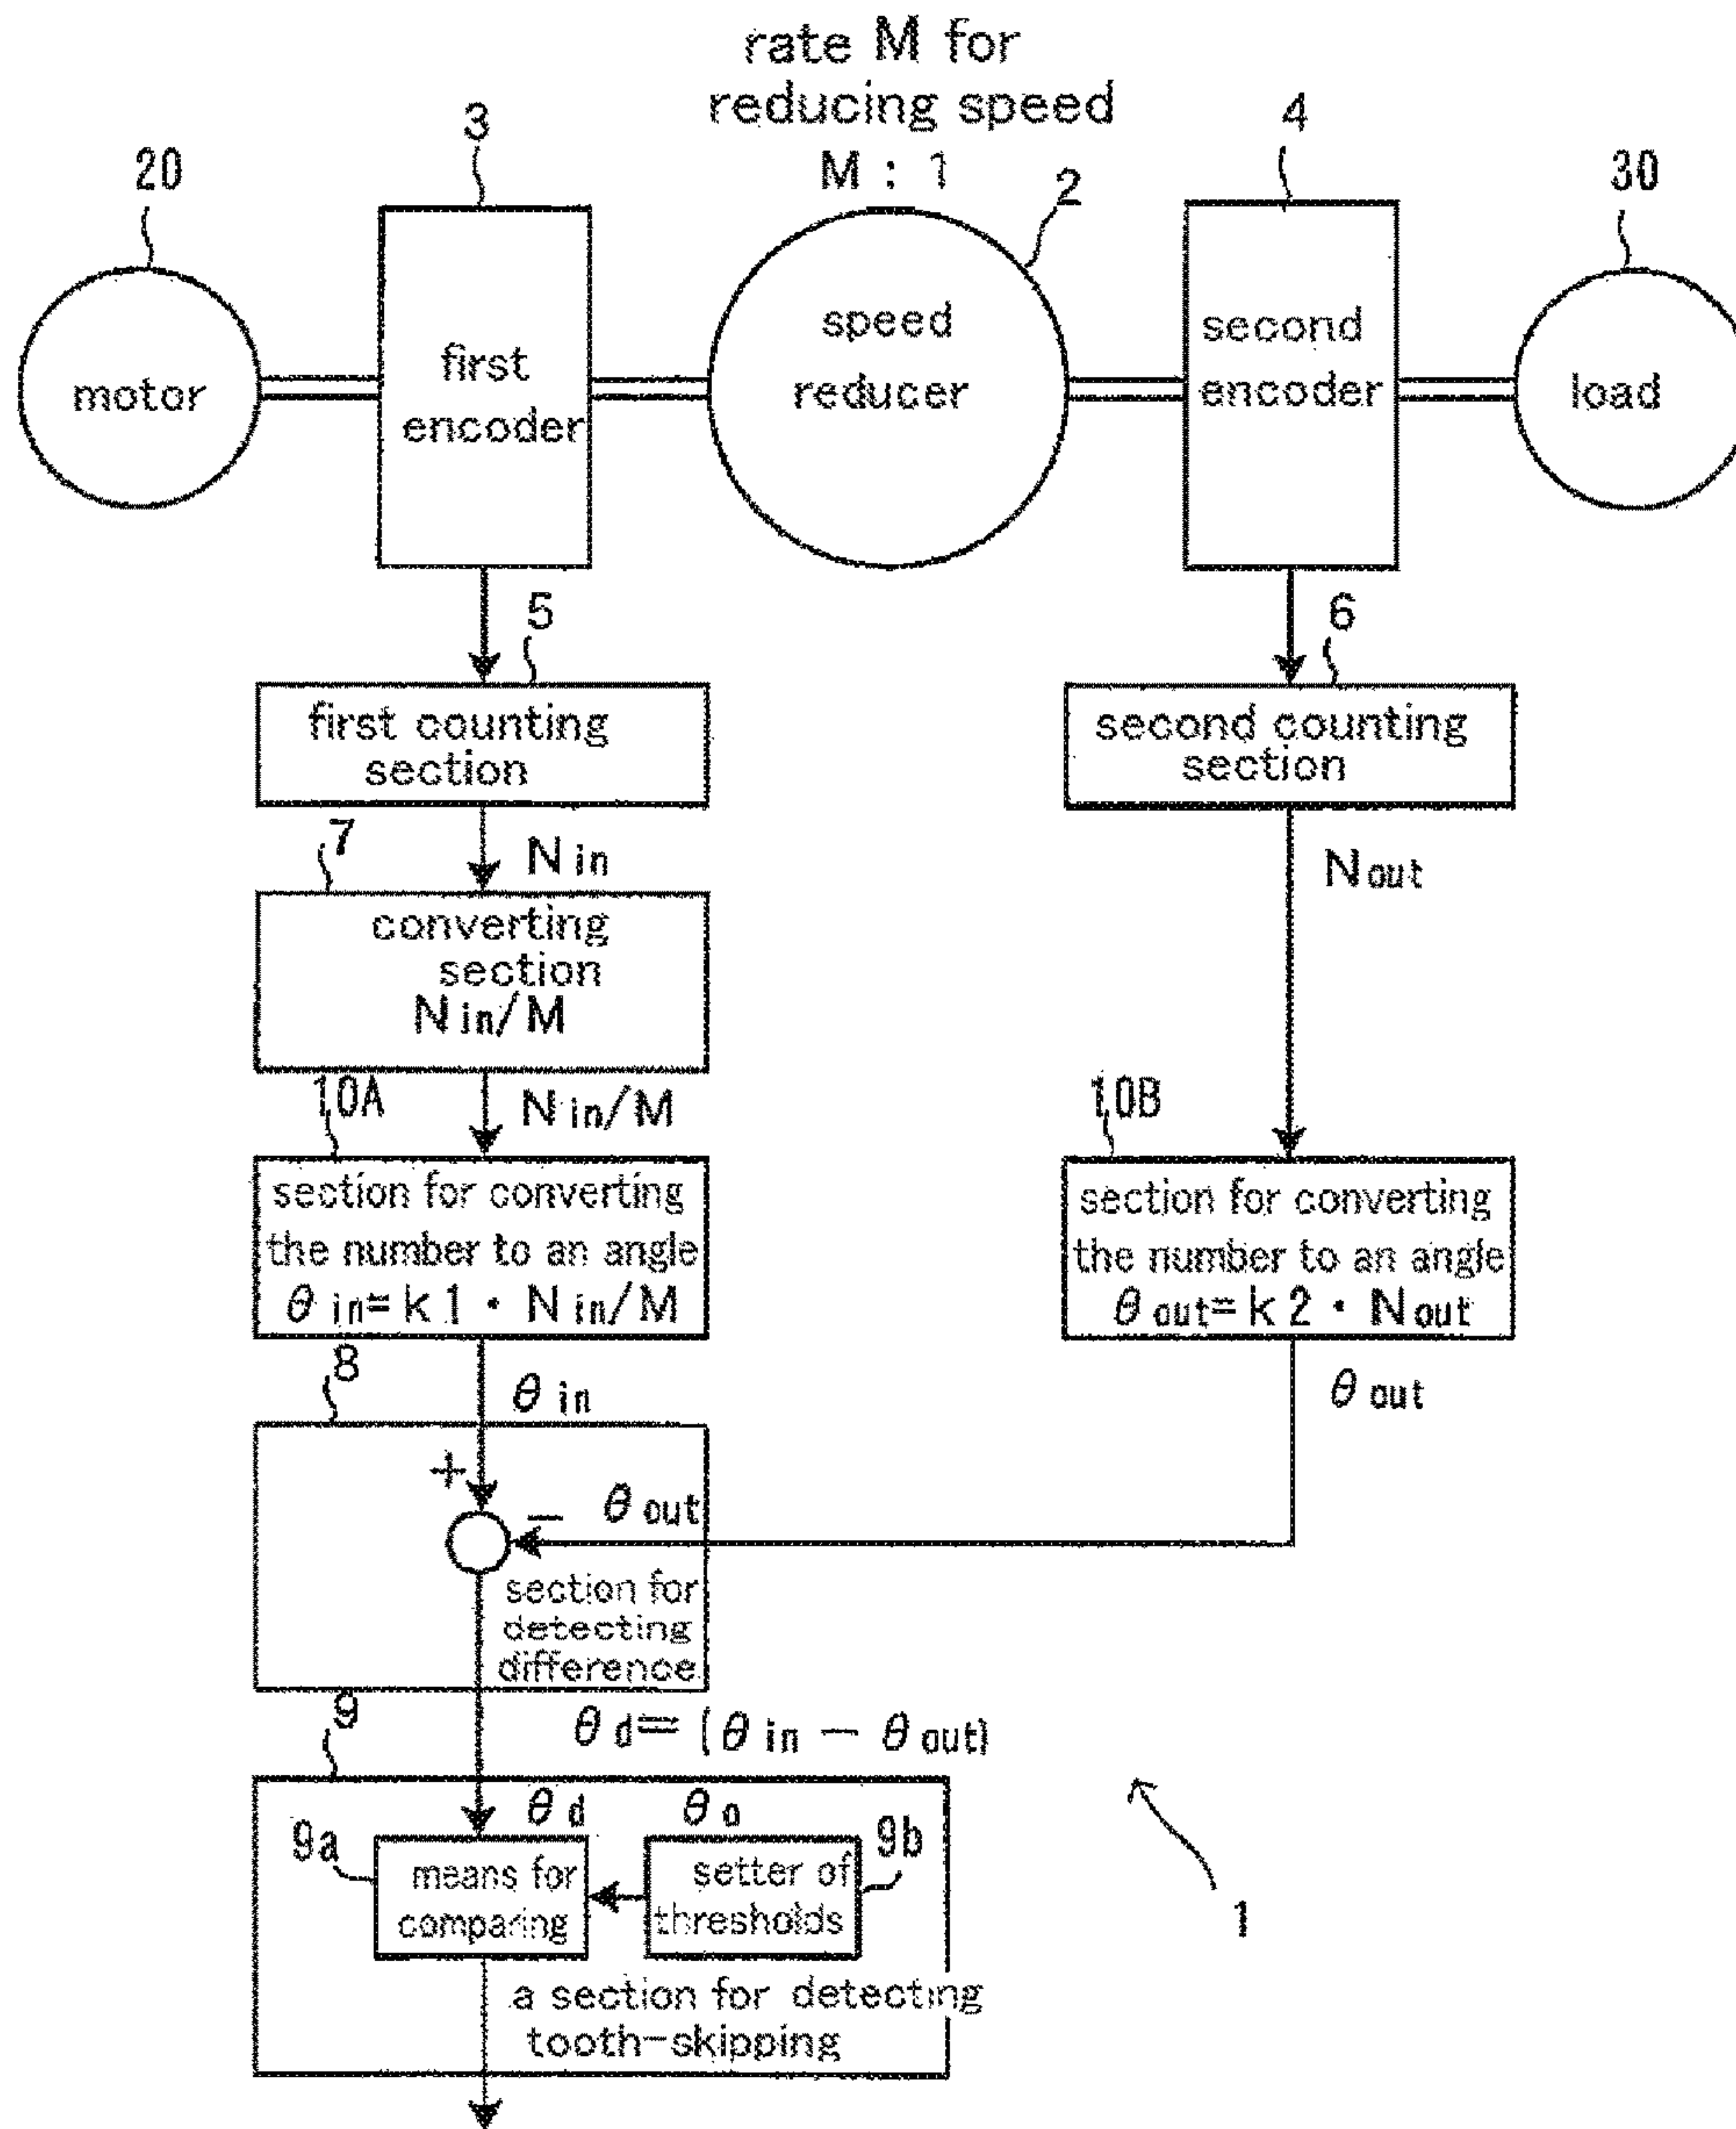 rate M for
reducing speed
M : 1
3
4
20
2
30
motor
first
encoder
speed
reducer
second
encoder
load
5
6
first counting
section
second counting
section
7
N in
N out
converting
section
N in/M
10A
N in/M
10B
section for converting
the number to an angle
θ in=k1・N in/M
section for converting
the number to an angle
θ out=k2・N out
8
θ in
θ out
+
− θ out
section for
detecting
difference
9
θ d=(θ in − θ out)
θ d
θ o
9a
9b
means for
comparing
setter of
thresholds
1
a section for detecting
tooth-skipping